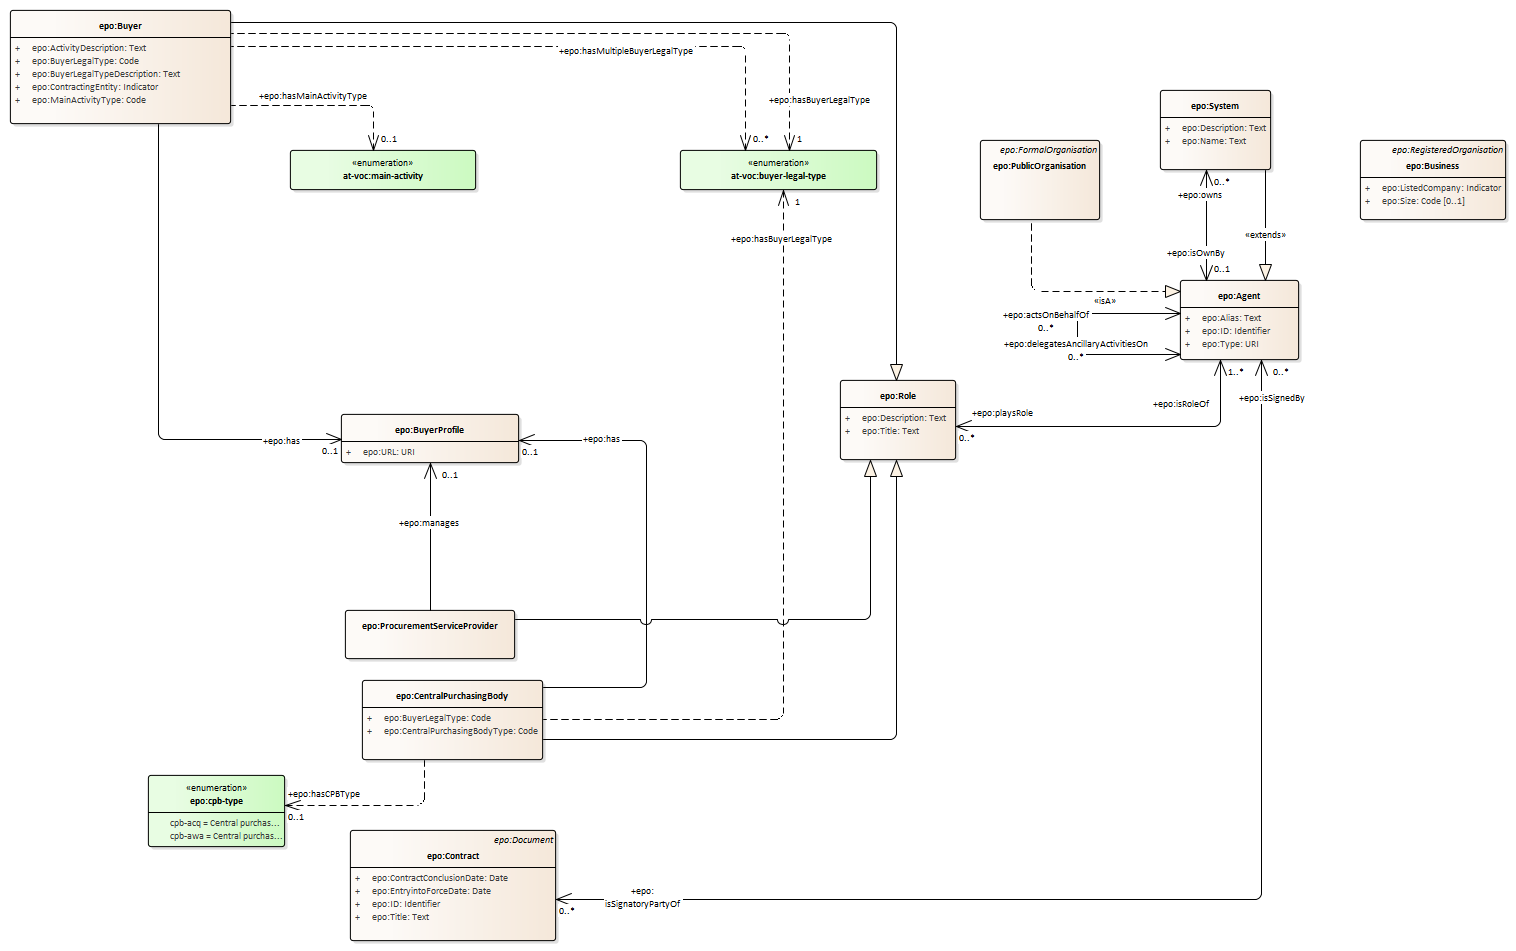 epo:Buyer
+ epo:ActivityDescription: Text
+ epo:BuyerLegalType: Code
+ epo:BuyerLegalTypeDescription: Text
+ epo:ContractingEntity: Indicator
+ epo:MainActivityType: Code
+epo:hasMultipleBuyerLegalType
+epo:hasMainActivityType
+epo:hasBuyerLegalType
0..1
0..*
1
«enumeration»
at-voc:main-activity
«enumeration»
at-voc:buyer-legal-type
1
+epo:hasBuyerLegalType
epo:System
+ epo:Description: Text
+ epo:Name: Text
epo:FormalOrganisation
epo:PublicOrganisation
epo:RegisteredOrganisation
epo:Business
+ epo:ListedCompany: Indicator
+ epo:Size: Code [0..1]
0..*
+epo:owns
«extends»
+epo:isOwnBy
0..1
epo:Agent
+ epo:Alias: Text
+ epo:ID: Identifier
+ epo:Type: URI
«isA»
+epo:actsOnBehalfOf
0..*
+epo:delegatesAncillaryActivitiesOn
0..*
1..*
0..*
+epo:isRoleOf
+epo:isSignedBy
epo:Role
+ epo:Description: Text
+ epo:Title: Text
+epo:playsRole
0..*
epo:BuyerProfile
+ epo:URL: URI
+epo:has
0..1
+epo:has
0..1
0..1
+epo:manages
epo:ProcurementServiceProvider
epo:CentralPurchasingBody
+ epo:BuyerLegalType: Code
+ epo:CentralPurchasingBodyType: Code
«enumeration»
epo:cpb-type
cpb-acq = Central purchas...
cpb-awa = Central purchas...
+epo:hasCPBType
0..1
epo:Document
epo:Contract
+ epo:ContractConclusionDate: Date
+ epo:EntryintoForceDate: Date
+ epo:ID: Identifier
+ epo:Title: Text
+epo:
isSignatoryPartyOf
0..*